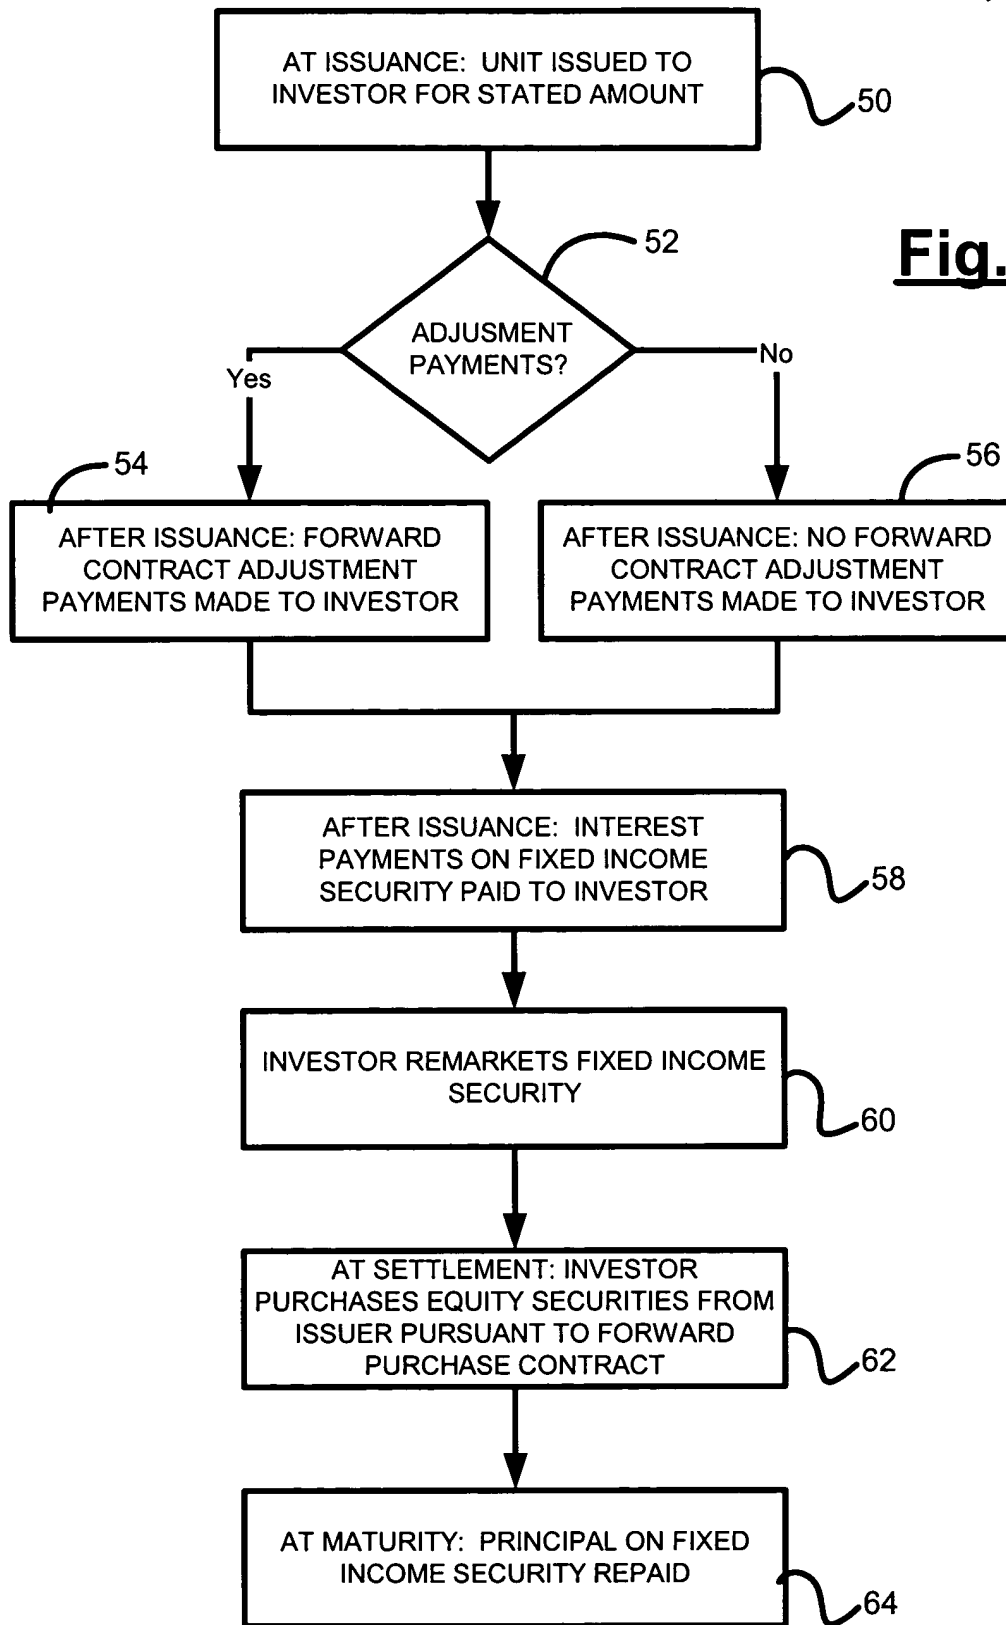 AT ISSUANCE: UNIT ISSUED TO
INVESTOR FOR STATED AMOUNT
50
52
Fig.
ADJUSMENT
PAYMENTS?
Yes
No
54
56
AFTER ISSUANCE: FORWARD
CONTRACT ADJUSTMENT
PAYMENTS MADE TO INVESTOR
AFTER ISSUANCE: NO FORWARD
CONTRACT ADJUSTMENT
PAYMENTS MADE TO INVESTOR
AFTER ISSUANCE: INTEREST
PAYMENTS ON FIXED INCOME
SECURITY PAID TO INVESTOR
58
INVESTOR REMARKETS FIXED INCOME
SECURITY
60
AT SETTLEMENT: INVESTOR
PURCHASES EQUITY SECURITIES FROM
ISSUER PURSUANT TO FORWARD
PURCHASE CONTRACT
62
AT MATURITY: PRINCIPAL ON FIXED
INCOME SECURITY REPAID
64